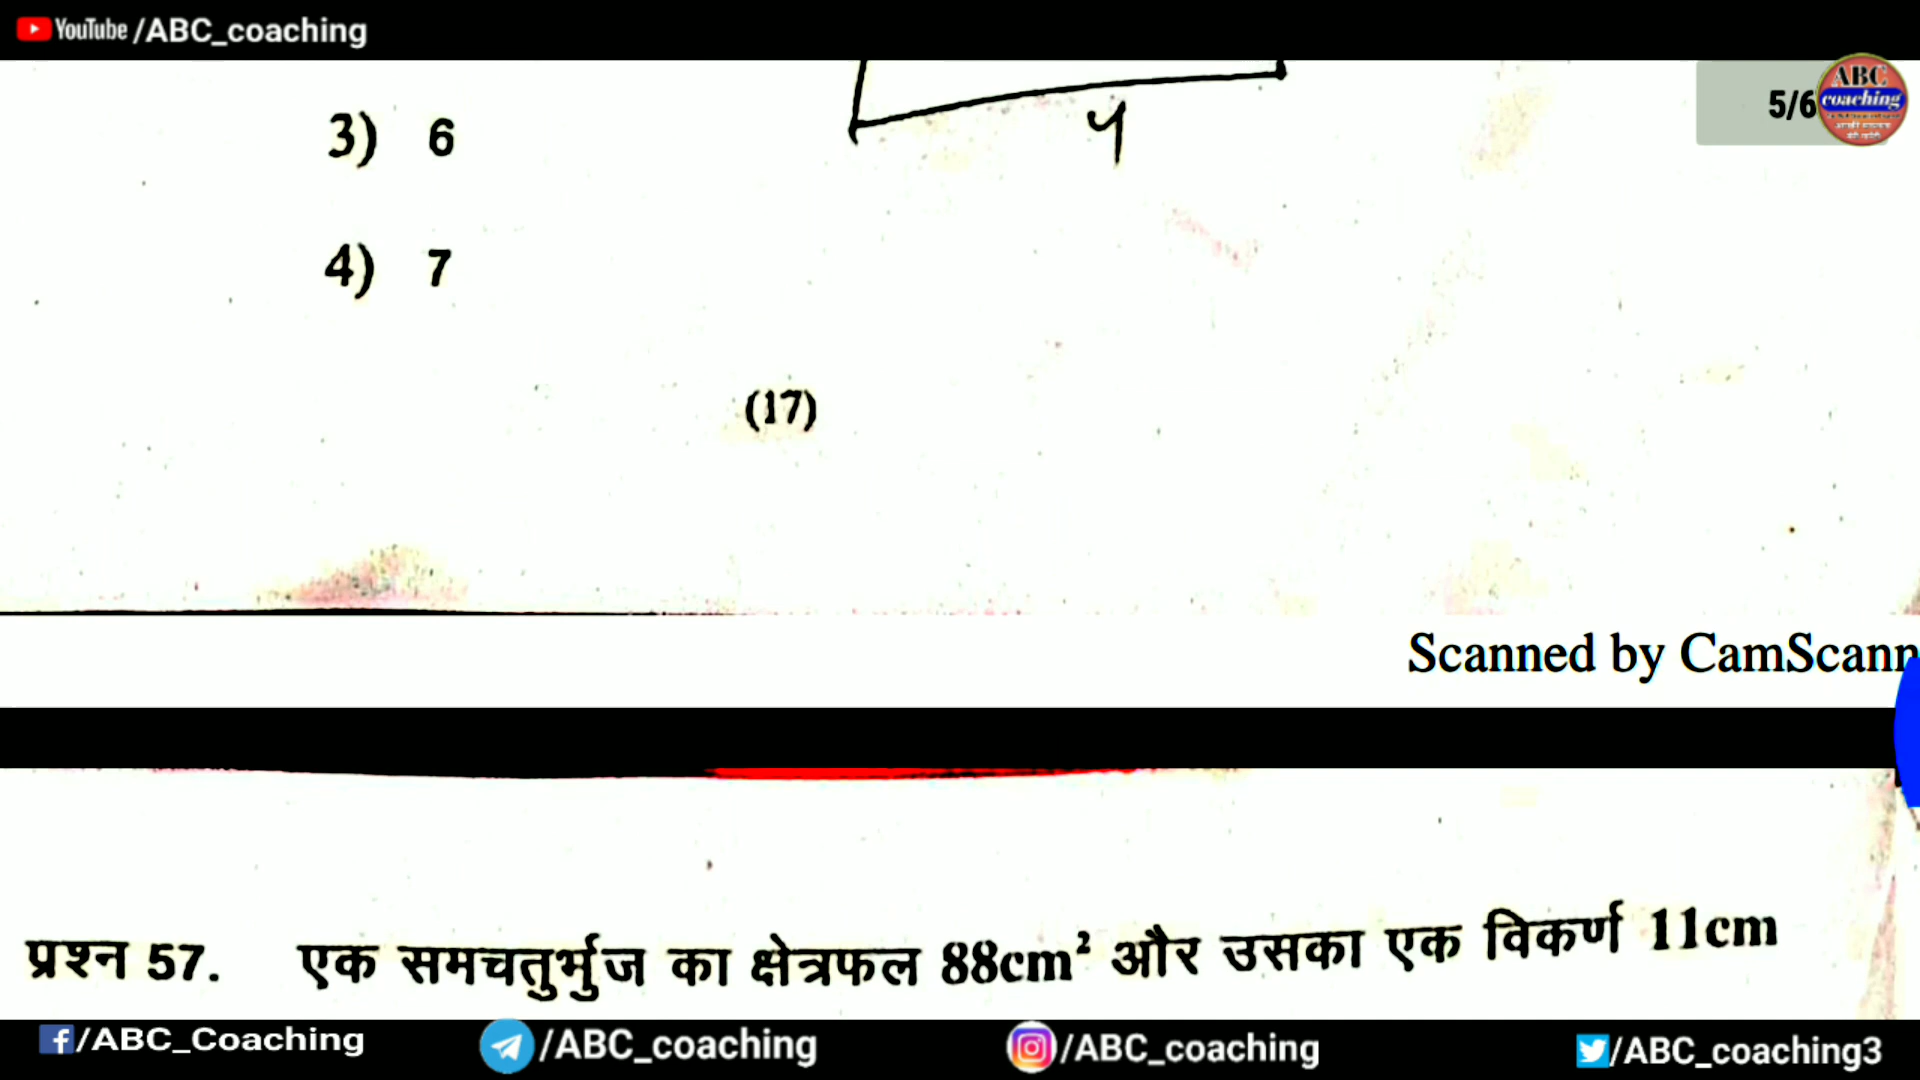 YouTube /ABC_coaching
5/6
ABC
coaching
3) 6
4) 7
(17)
Scanned by CamScann
प्रश्न 57. एक समचतुर्भुज का क्षेत्रफल 88cm² और उसका एक विकर्ण 11cm
/ABC_Coaching /ABC_coaching /ABC_coaching /ABC_coaching3